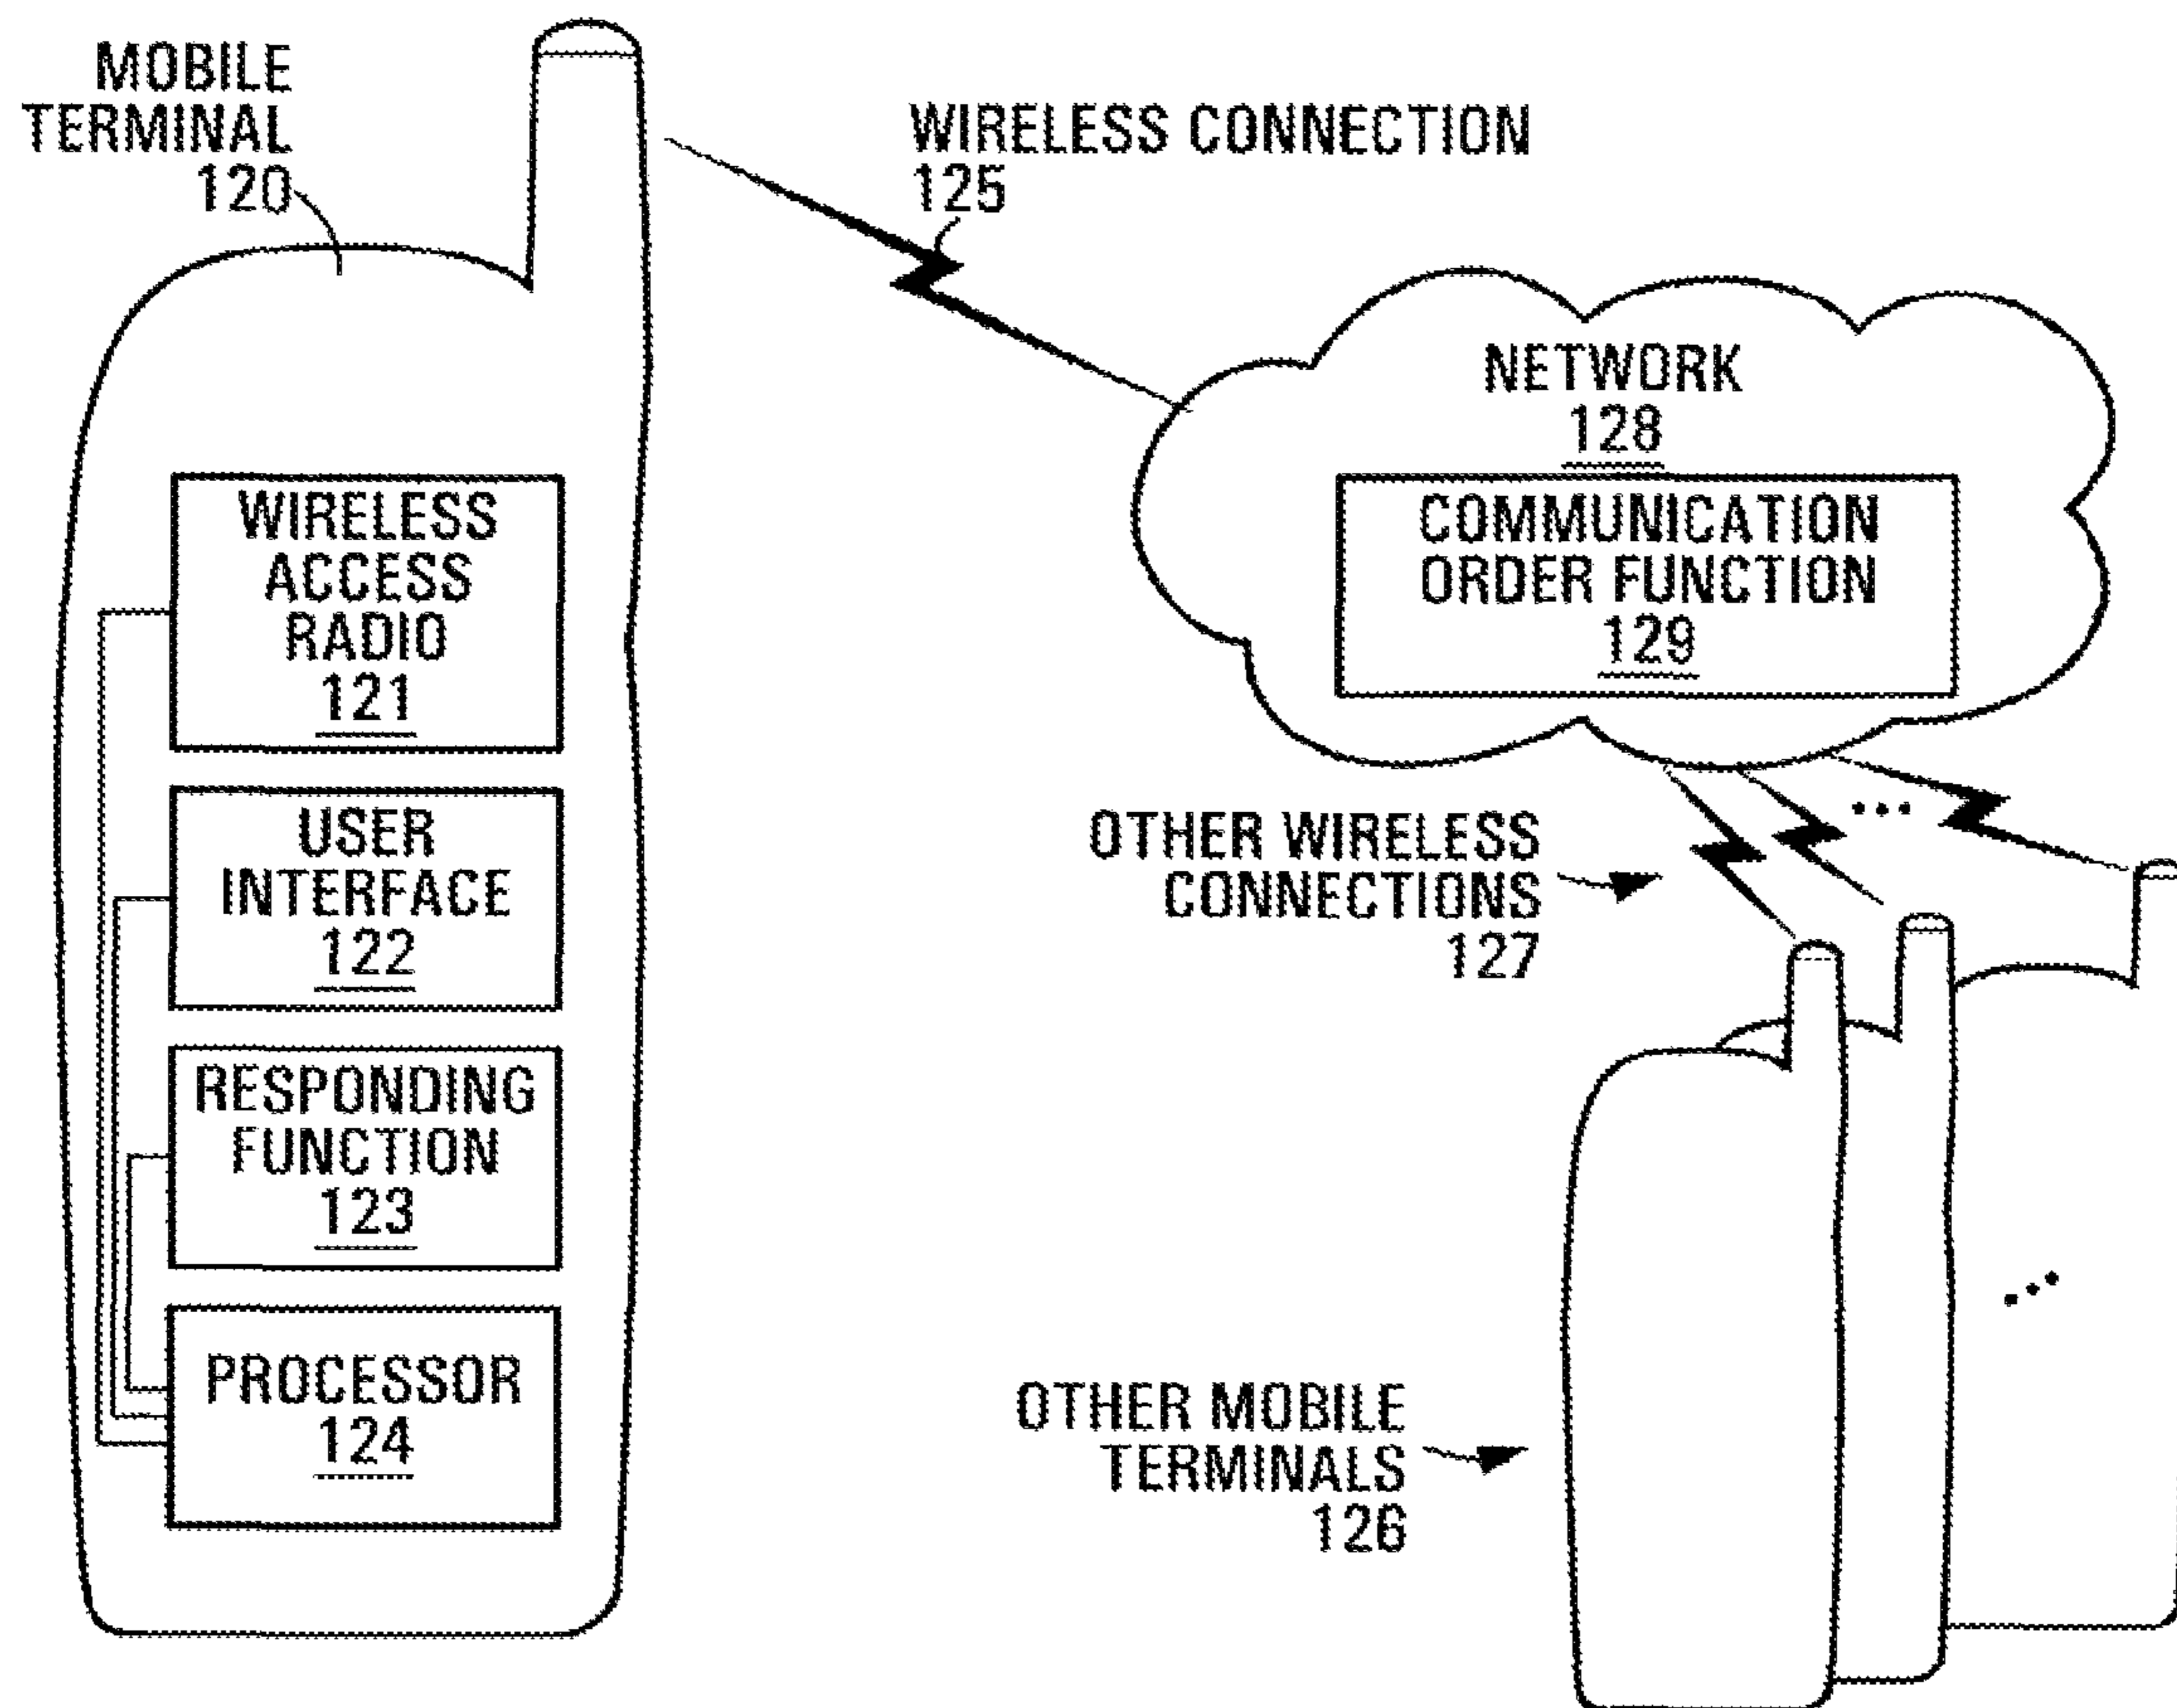 MOBILE
TERMINAL
120
WIRELESS CONNECTION
125
NETWORK
128
COMMUNICATION
ORDER FUNCTION
129
WIRELESS
ACCESS
RADIO
121
USER
INTERFACE
122
RESPONDING
FUNCTION
123
PROCESSOR
124
OTHER WIRELESS
CONNECTIONS
127
OTHER MOBILE
TERMINALS
126